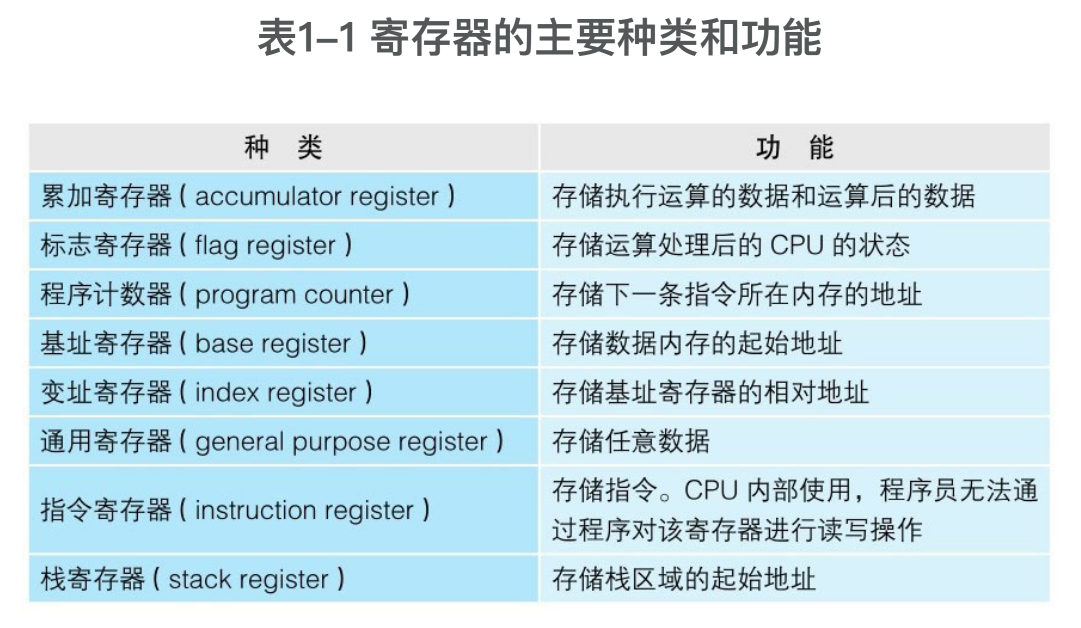 表1–1 寄存器的主要种类和功能
种 类 功 能
累加寄存器（accumulator register） 存储执行运算的数据和运算后的数据
标志寄存器（flag register） 存储运算处理后的 CPU 的状态
程序计数器（program counter） 存储下一条指令所在内存的地址
基址寄存器（base register） 存储数据内存的起始地址
变址寄存器（index register） 存储基址寄存器的相对地址
通用寄存器（general purpose register） 存储任意数据
指令寄存器（instruction register） 存储指令。CPU 内部使用，程序员无法通
过程序对该寄存器进行读写操作
栈寄存器（stack register） 存储栈区域的起始地址